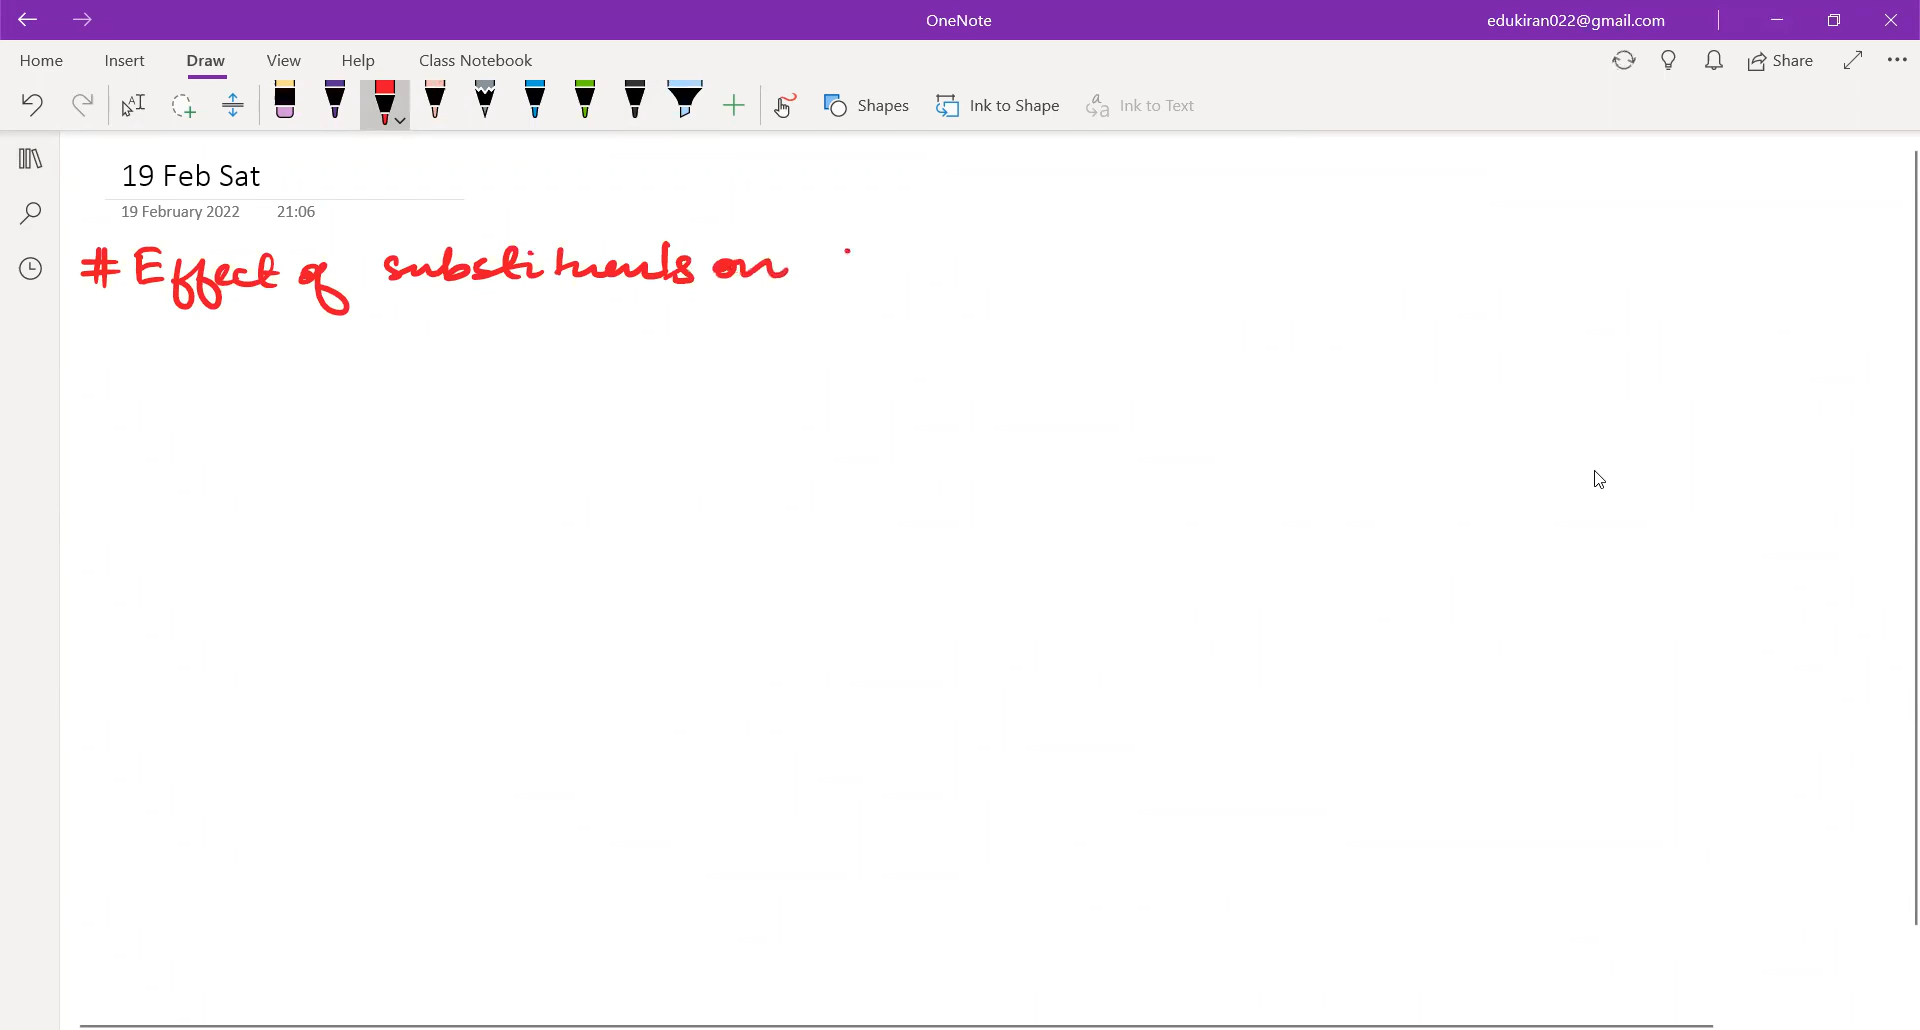 OneNote
edukiran022@gmail.com
Home Insert Draw View Help Class Notebook Share
Shapes Ink to Shape Ink to Text
19 Feb Sat
19 February 2022 21:06
# Effect of substituents on